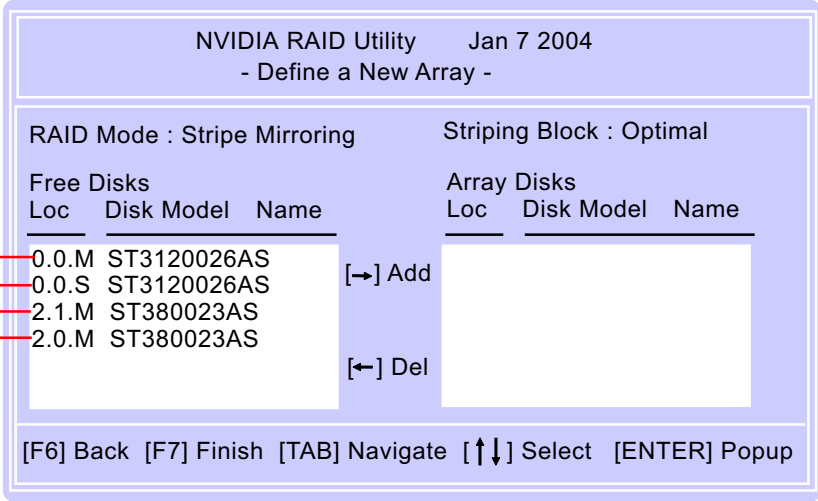 NVIDIA RAID Utility Jan 7 2004
- Define a New Array -
RAID Mode : Stripe Mirroring
Striping Block : Optimal
Free Disks
Loc Disk Model Name
0.0.M ST3120026AS
0.0.S ST3120026AS
2.1.M ST380023AS
2.0.M ST380023AS
[→] Add
[←] Del
Array Disks
Loc Disk Model Name
[F6] Back [F7] Finish [TAB] Navigate [↑↓] Select [ENTER] Popup